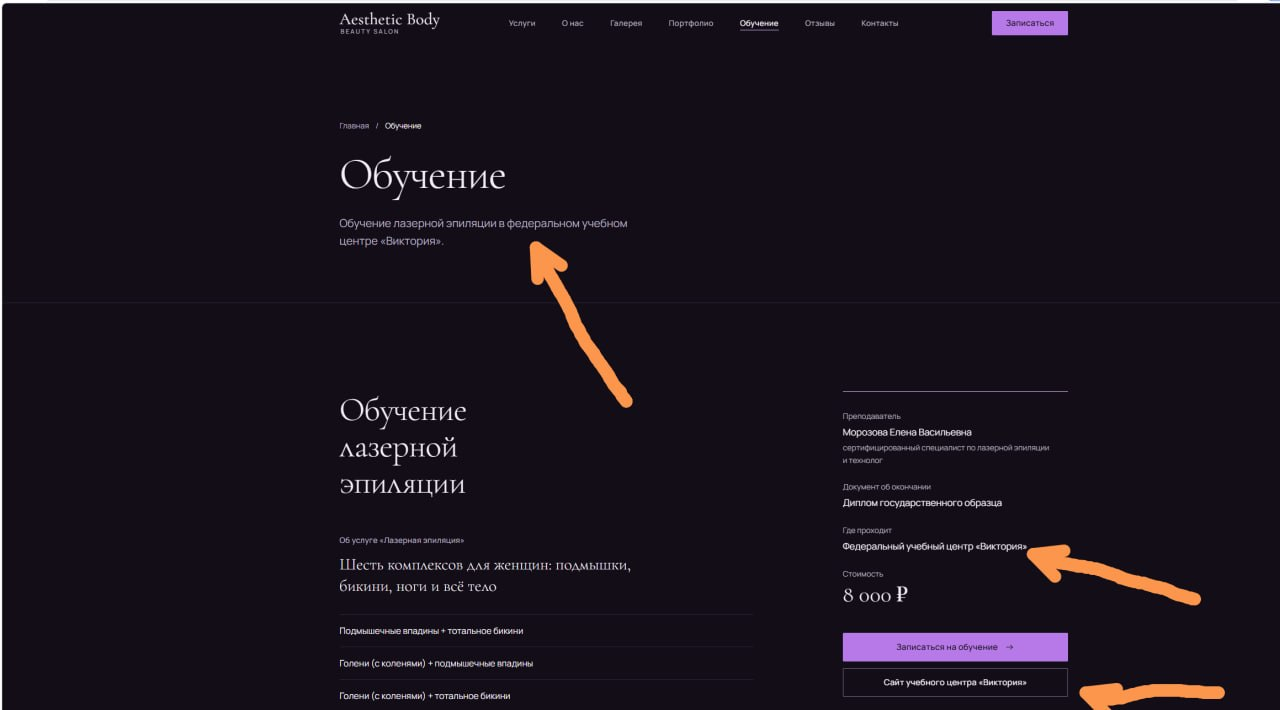 Aesthetic Body
BEAUTY SALON
Услуги
О нас
Галерея
Портфолио
Обучение
Отзывы
Контакты
Записаться
Главная / Обучение
Обучение
Обучение лазерной эпиляции в федеральном учебном
центре «Виктория».
Обучение
лазерной
эпиляции
Об услуге «Лазерная эпиляция»
Шесть комплексов для женщин: подмышки,
бикини, ноги и всё тело
Подмышечные впадины + тотальное бикини
Голени (с коленями) + подмышечные впадины
Голени (с коленями) + тотальное бикини
Преподаватель
Морозова Елена Васильевна
сертифицированный специалист по лазерной эпиляции
и технолог
Документ об окончании
Диплом государственного образца
Где проходит
Федеральный учебный центр «Виктория»
Стоимость
8 000 ₽
Записаться на обучение →
Сайт учебного центра «Виктория»